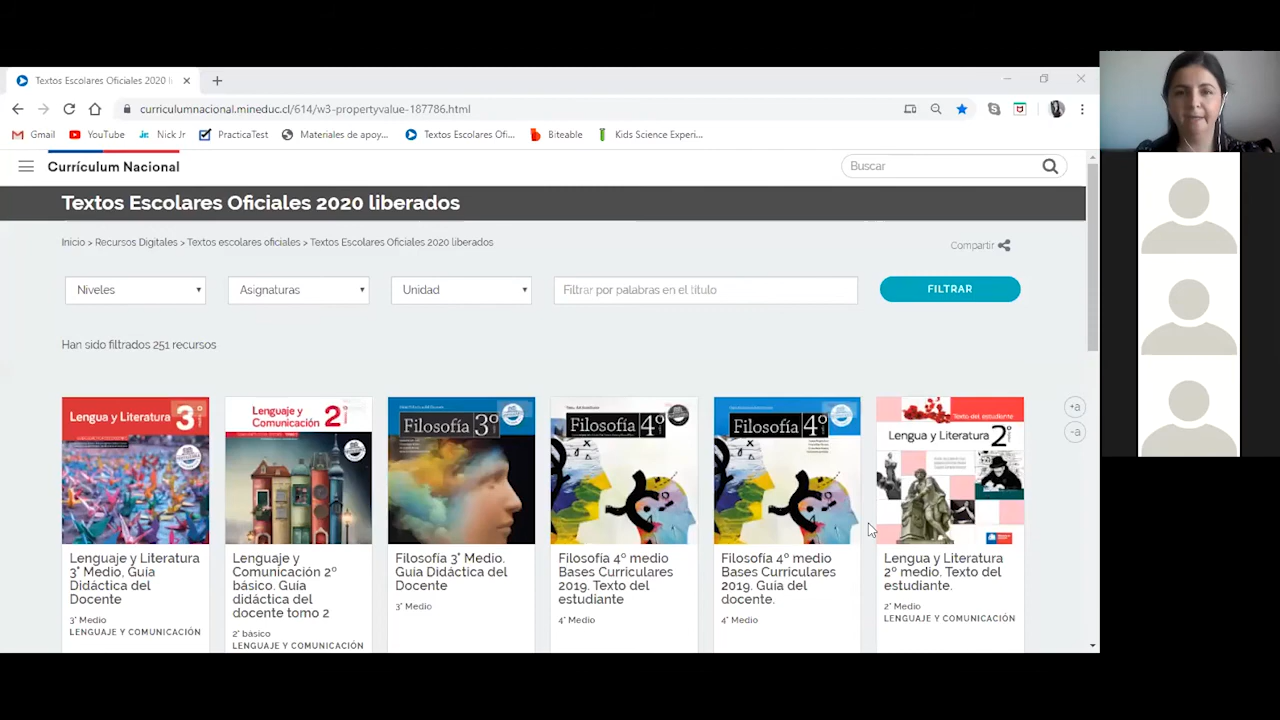 Textos Escolares Oficiales 2020 li
curriculumnacional.mineduc.cl/614/w3-propertyvalue-187786.html
Gmail YouTube Nick Jr PracticaTest Materiales de apoy... Textos Escolares Ofi... Biteable Kids Science Experi...
Currículum Nacional
Buscar
Textos Escolares Oficiales 2020 liberados
Inicio > Recursos Digitales > Textos escolares oficiales > Textos Escolares Oficiales 2020 liberados
Compartir
Niveles Asignaturas Unidad Filtrar por palabras en el título FILTRAR
Han sido filtrados 251 recursos
Lengua y Literatura 3°
Lenguaje y Comunicación 2°
Filosofía 3°
Filosofía 4°
Filosofía 4°
Texto del estudiante
Lengua y Literatura 2°
+a
-a
Lenguaje y Literatura
3° Medio, Guía
Didáctica del
Docente
3° Medio
LENGUAJE Y COMUNICACIÓN
Lenguaje y
Comunicación 2º
básico, Guía
didáctica del
docente tomo 2
2° básico
LENGUAJE Y COMUNICACIÓN
Filosofía 3° Medio.
Guía Didáctica del
Docente
3° Medio
Filosofía 4º medio
Bases Curriculares
2019. Texto del
estudiante
4° Medio
Filosofía 4º medio
Bases Curriculares
2019. Guía del
docente.
4° Medio
Lengua y Literatura
2º medio. Texto del
estudiante.
2° Medio
LENGUAJE Y COMUNICACIÓN